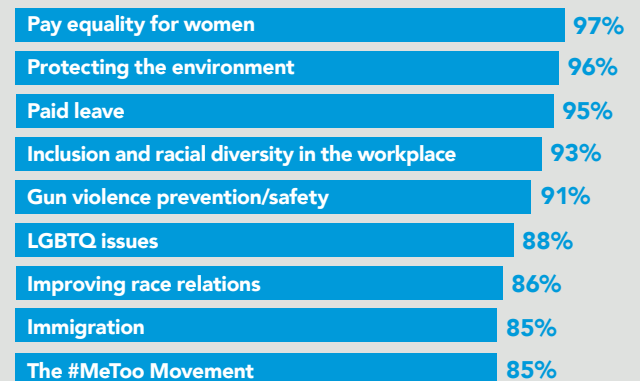 Pay equality for women 97%
Protecting the environment 96%
Paid leave 95%
Inclusion and racial diversity in the workplace 93%
Gun violence prevention/safety 91%
LGBTQ issues 88%
Improving race relations 86%
Immigration 85%
The #MeToo Movement 85%